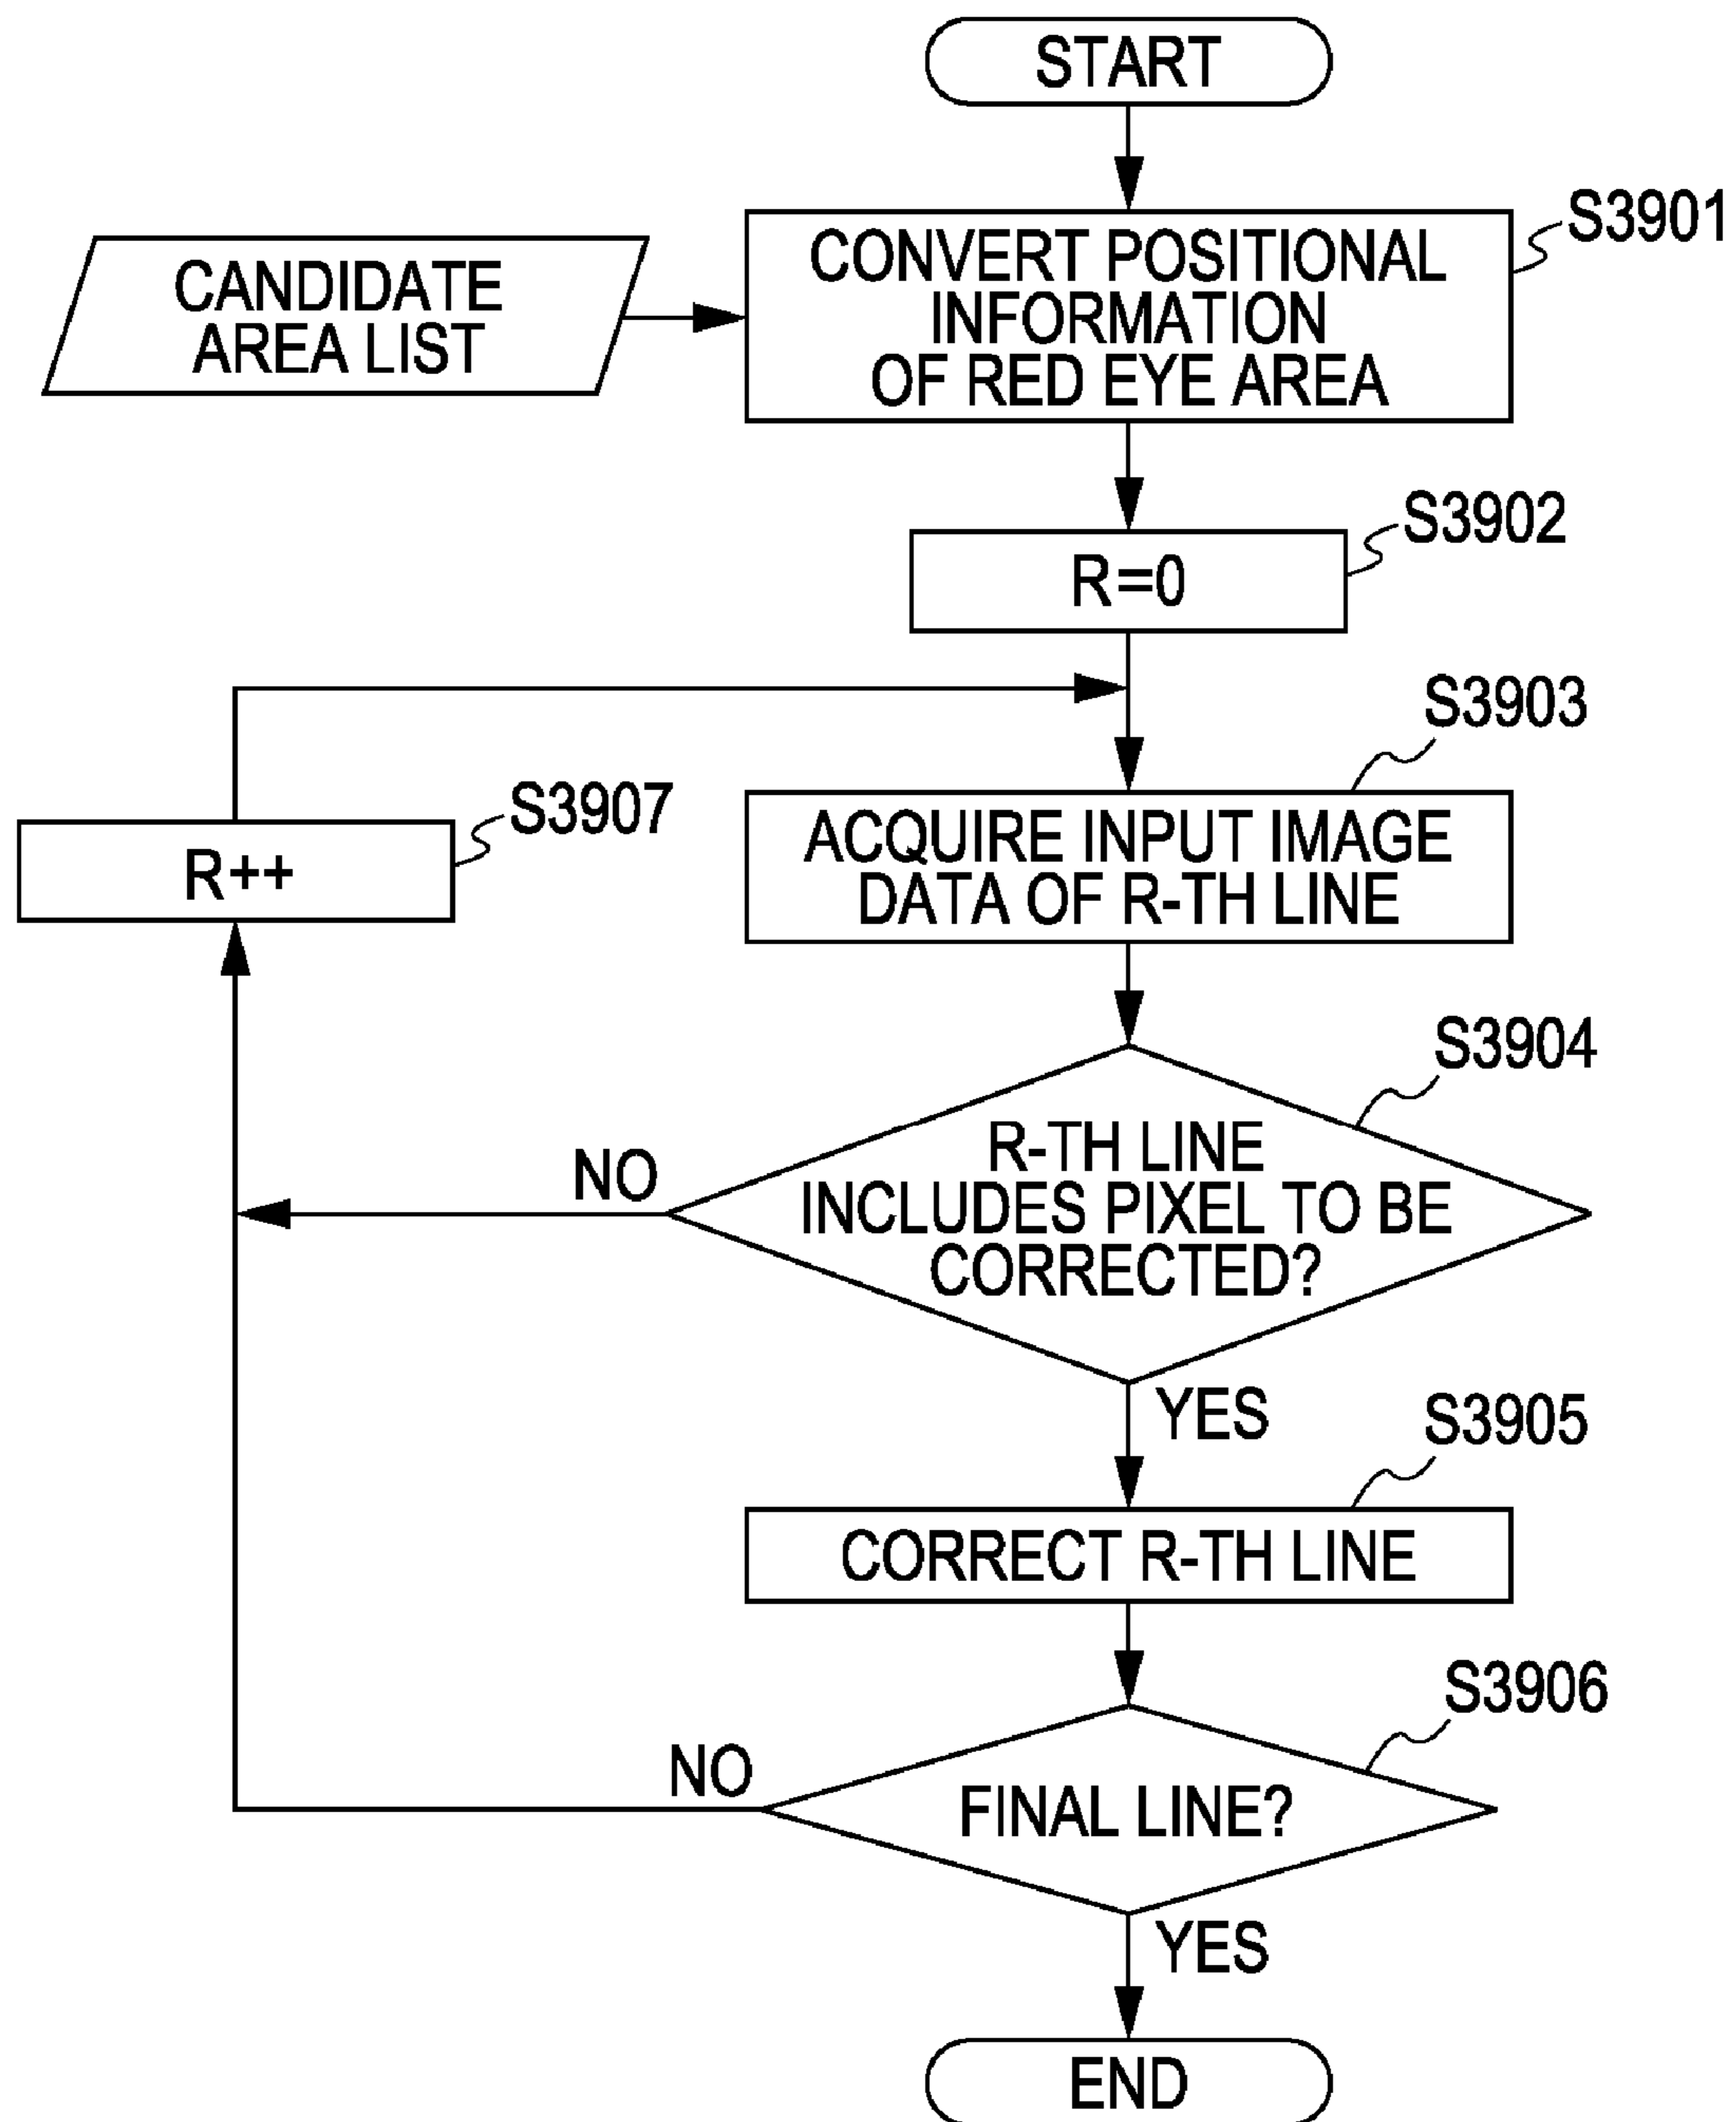 START
S3901
CONVERT POSITIONAL
INFORMATION
OF RED EYE AREA
CANDIDATE
AREA LIST
S3902
R=0
S3903
S3907
R++
ACQUIRE INPUT IMAGE
DATA OF R-TH LINE
S3904
R-TH LINE
INCLUDES PIXEL TO BE
CORRECTED?
NO
YES
S3905
CORRECT R-TH LINE
S3906
NO
FINAL LINE?
YES
END